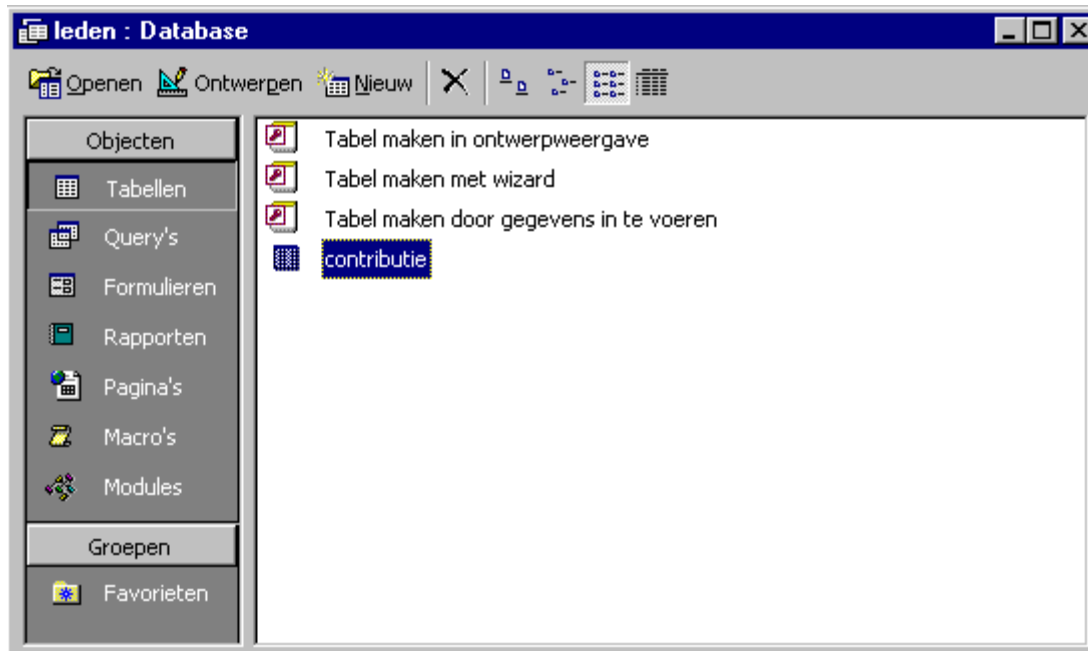 leden : Database
Openen Ontwerpen Nieuw
Objecten
Tabellen
Query's
Formulieren
Rapporten
Pagina's
Macro's
Modules
Groepen
Favorieten
Tabel maken in ontwerpweergave
Tabel maken met wizard
Tabel maken door gegevens in te voeren
contributie